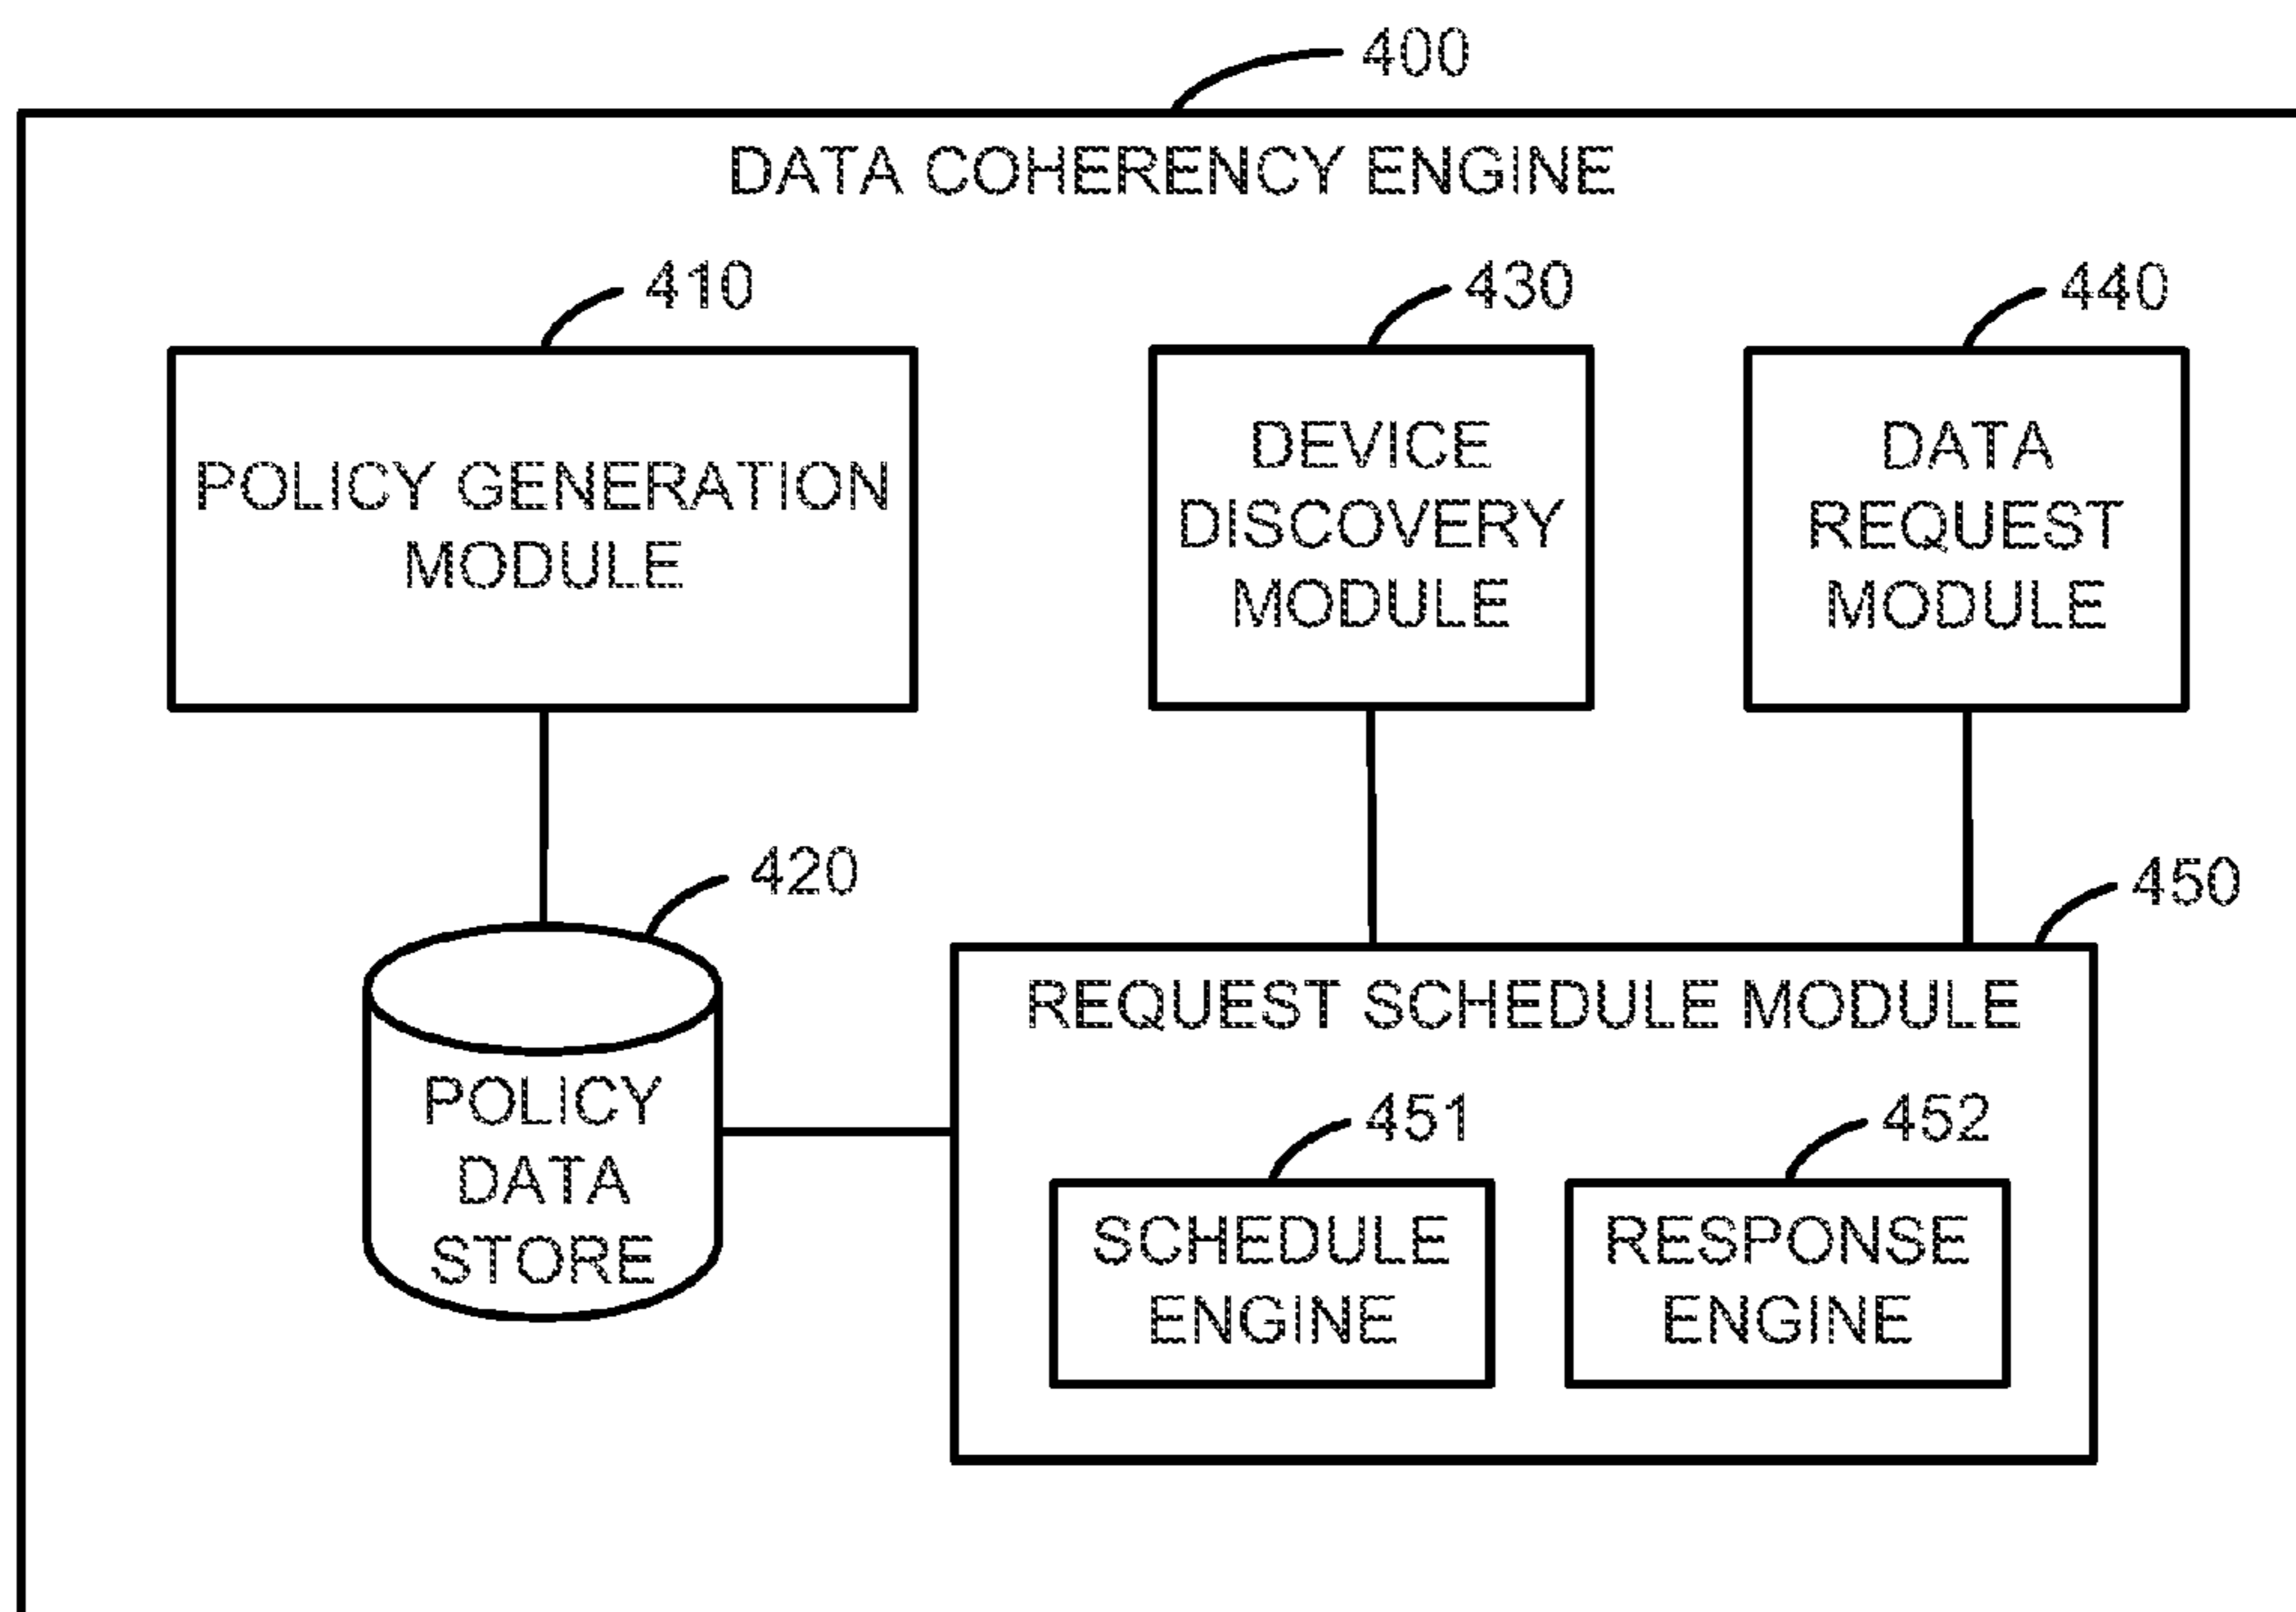 400
DATA COHERENCY ENGINE
410
430
440
POLICY GENERATION
MODULE
DEVICE
DISCOVERY
MODULE
DATA
REQUEST
MODULE
420
450
POLICY
DATA
STORE
REQUEST SCHEDULE MODULE
451
452
SCHEDULE
ENGINE
RESPONSE
ENGINE